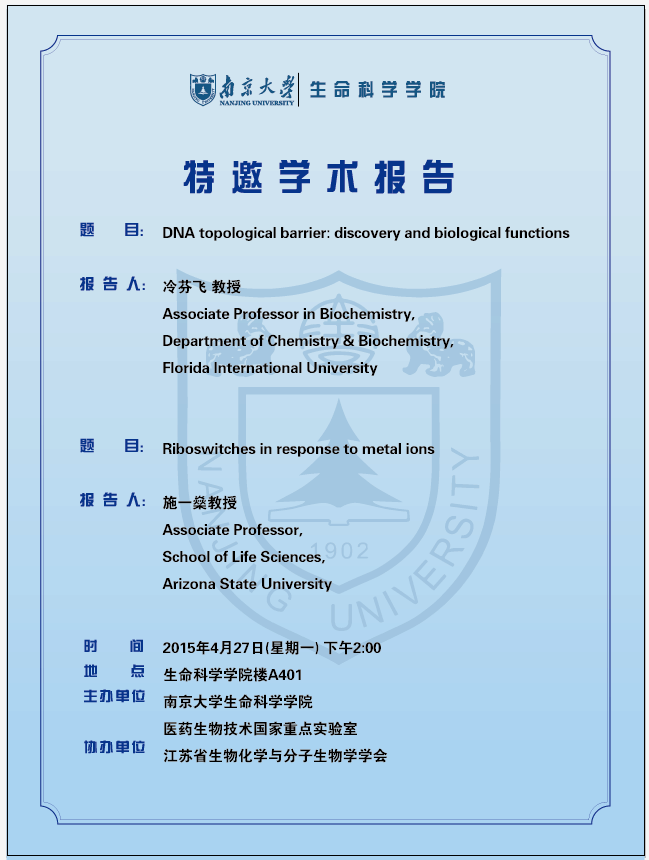 南京大学 生命科学学院
NANJING UNIVERSITY
特邀学术报告
题 目: DNA topological barrier: discovery and biological functions
报告人: 冷芬飞 教授
Associate Professor in Biochemistry,
Department of Chemistry & Biochemistry,
Florida International University
题 目: Riboswitches in response to metal ions
报告人: 施一燊教授
Associate Professor,
School of Life Sciences,
Arizona State University
1902
NANJING UNIVERSITY
时 间 2015年4月27日(星期一) 下午2:00
地 点 生命科学学院楼A401
主办单位 南京大学生命科学学院
医药生物技术国家重点实验室
协办单位 江苏省生物化学与分子生物学学会